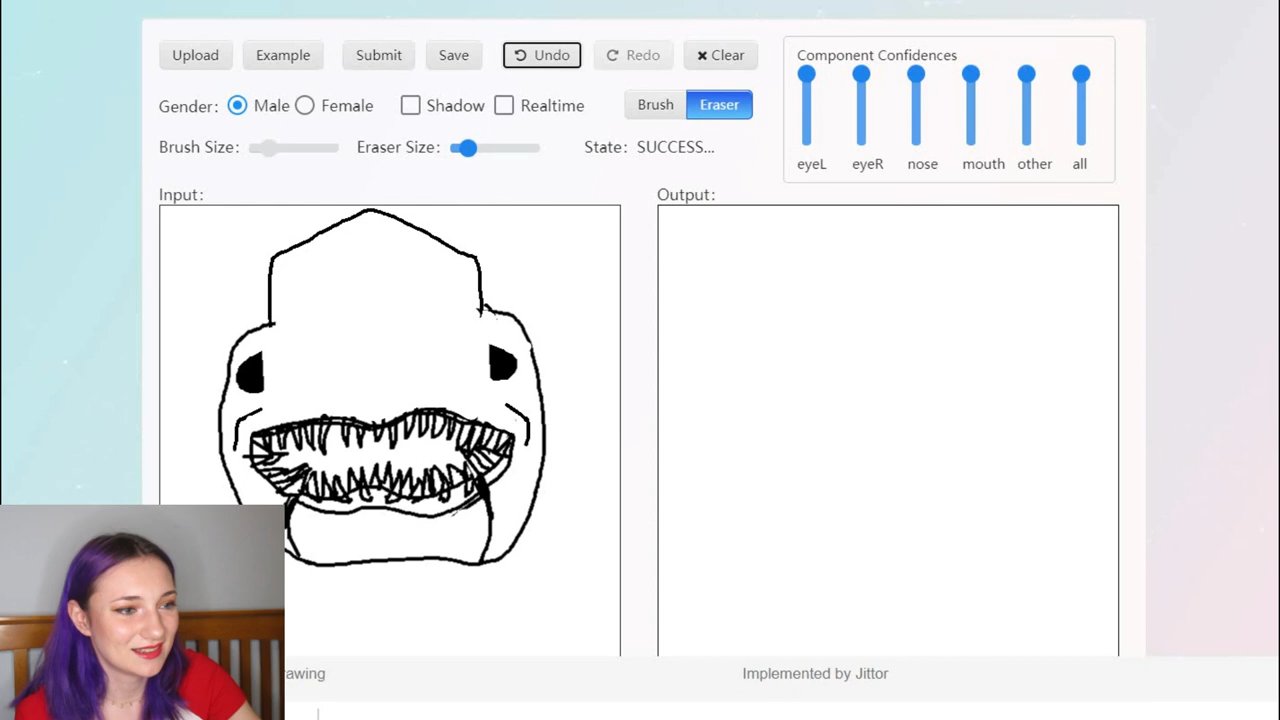 Upload Example Submit Save Undo Redo Clear
Component Confidences
Gender: Male Female Shadow Realtime Brush Eraser
Brush Size: Eraser Size: State: SUCCESS...
eyeL eyeR nose mouth other all
Input: Output:
rawing Implemented by Jittor